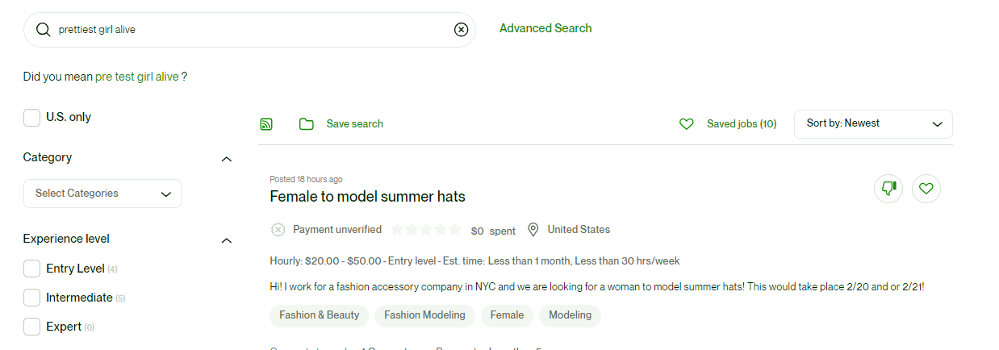 prettiest girl alive
Advanced Search
Did you mean pre test girl alive ?
U.S. only
Save search
Saved jobs (10)
Sort by: Newest
Category
Select Categories
Experience level
Entry Level (4)
Intermediate (5)
Expert (0)
Posted 18 hours ago
Female to model summer hats
Payment unverified $0 spent United States
Hourly: $20.00 - $50.00 - Entry level - Est. time: Less than 1 month, Less than 30 hrs/week
Hi! I work for a fashion accessory company in NYC and we are looking for a woman to model summer hats! This would take place 2/20 and or 2/21!
Fashion & Beauty Fashion Modeling Female Modeling